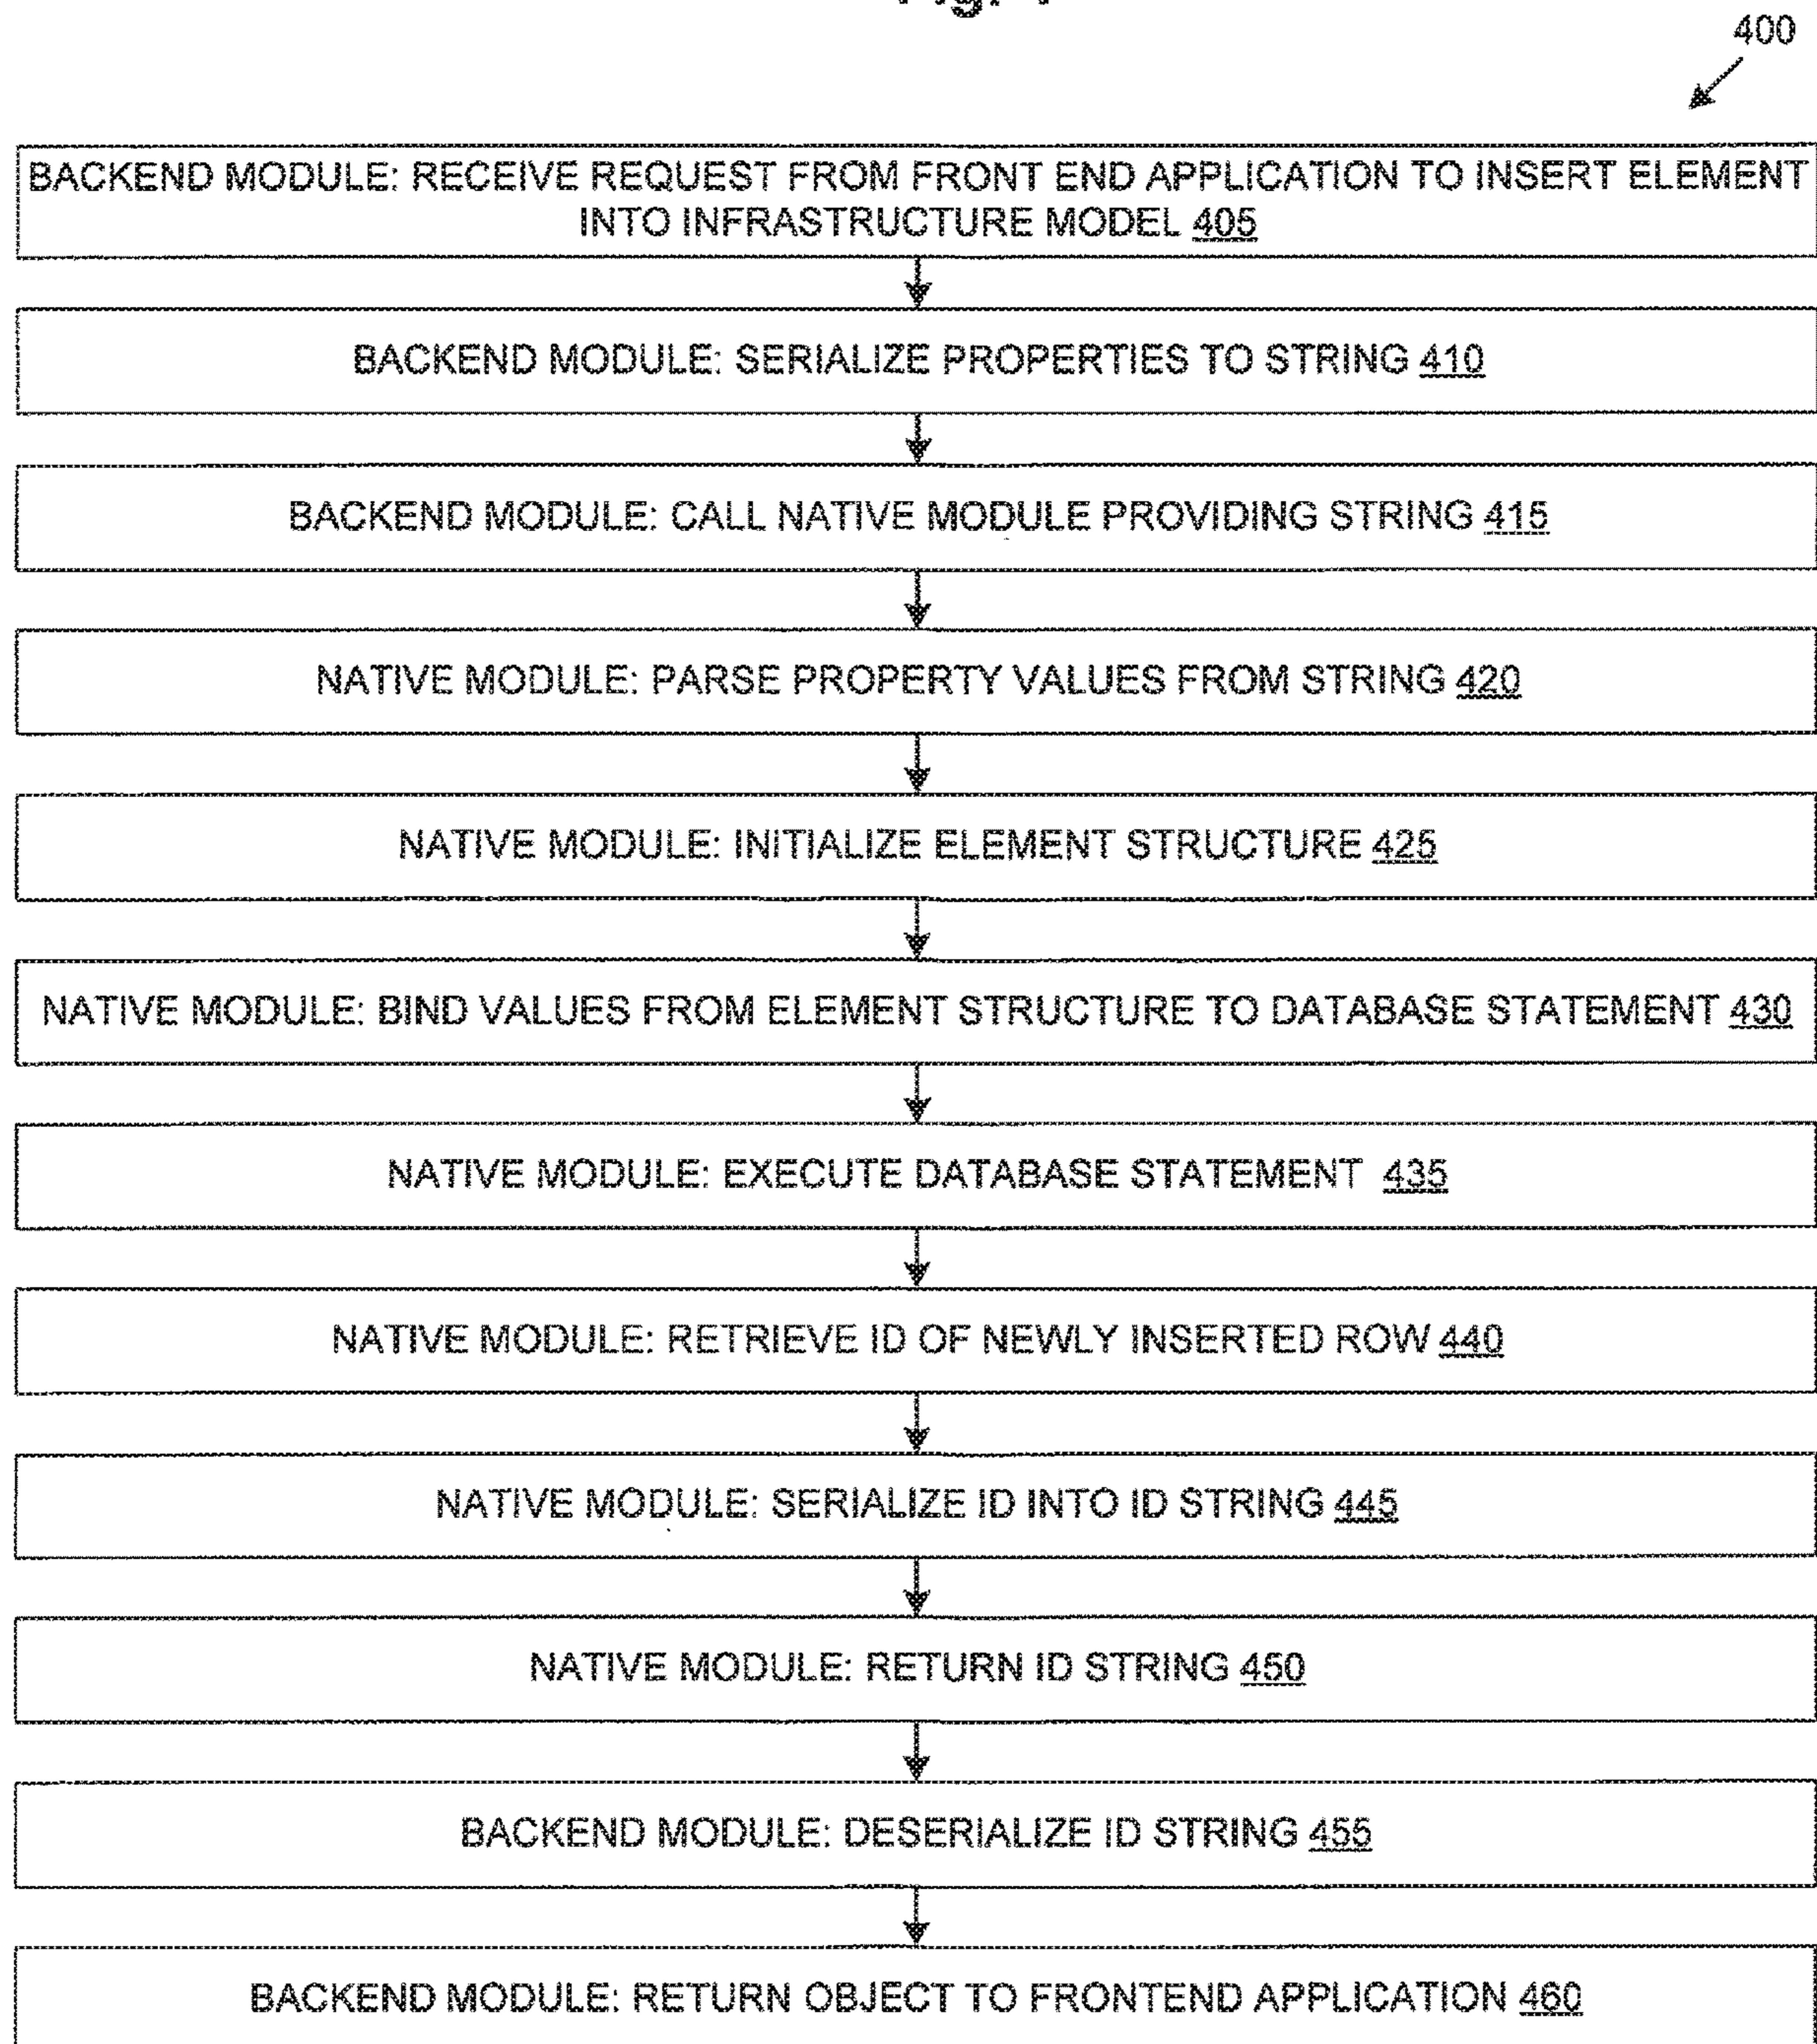 400
BACKEND MODULE: RECEIVE REQUEST FROM FRONT END APPLICATION TO INSERT ELEMENT
INTO INFRASTRUCTURE MODEL 405
BACKEND MODULE: SERIALIZE PROPERTIES TO STRING 410
BACKEND MODULE: CALL NATIVE MODULE PROVIDING STRING 415
NATIVE MODULE: PARSE PROPERTY VALUES FROM STRING 420
NATIVE MODULE: INITIALIZE ELEMENT STRUCTURE 425
NATIVE MODULE: BIND VALUES FROM ELEMENT STRUCTURE TO DATABASE STATEMENT 430
NATIVE MODULE: EXECUTE DATABASE STATEMENT 435
NATIVE MODULE: RETRIEVE ID OF NEWLY INSERTED ROW 440
NATIVE MODULE: SERIALIZE ID INTO ID STRING 445
NATIVE MODULE: RETURN ID STRING 450
BACKEND MODULE: DESERIALIZE ID STRING 455
BACKEND MODULE: RETURN OBJECT TO FRONTEND APPLICATION 460